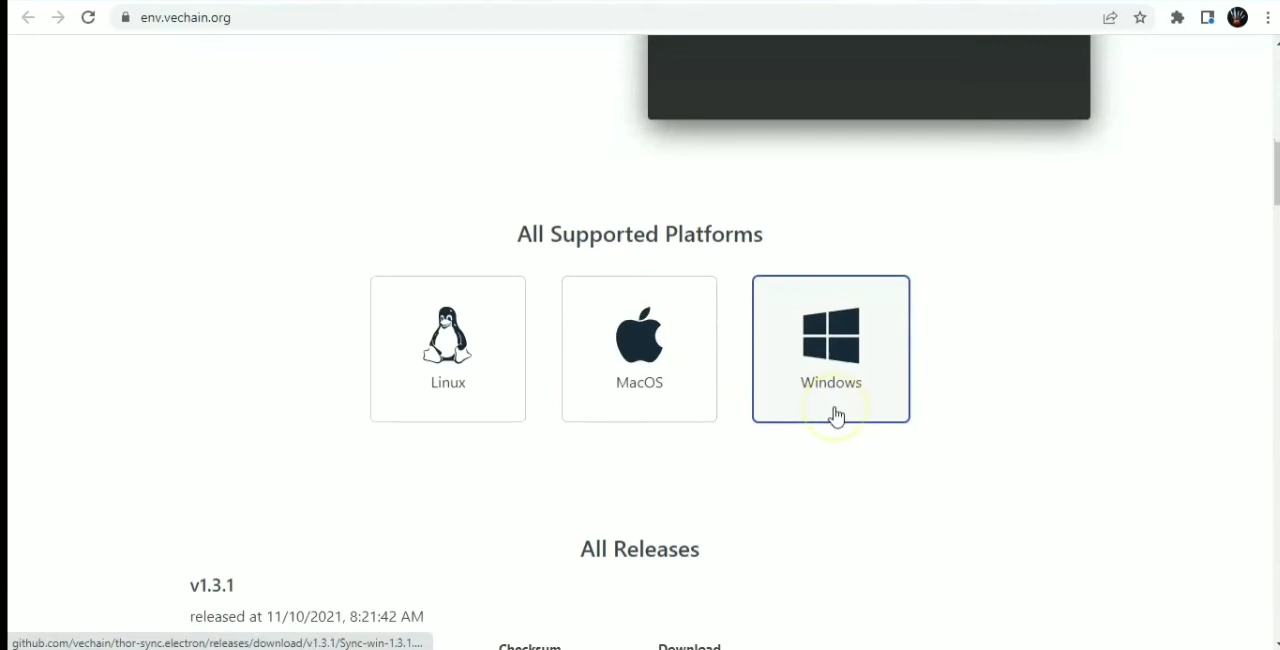 env.vechain.org
All Supported Platforms
Linux
MacOS
Windows
All Releases
v1.3.1
released at 11/10/2021, 8:21:42 AM
github.com/vechain/thor-sync.electron/releases/download/v1.3.1/Sync-win-1.3.1....
Checksum
Download